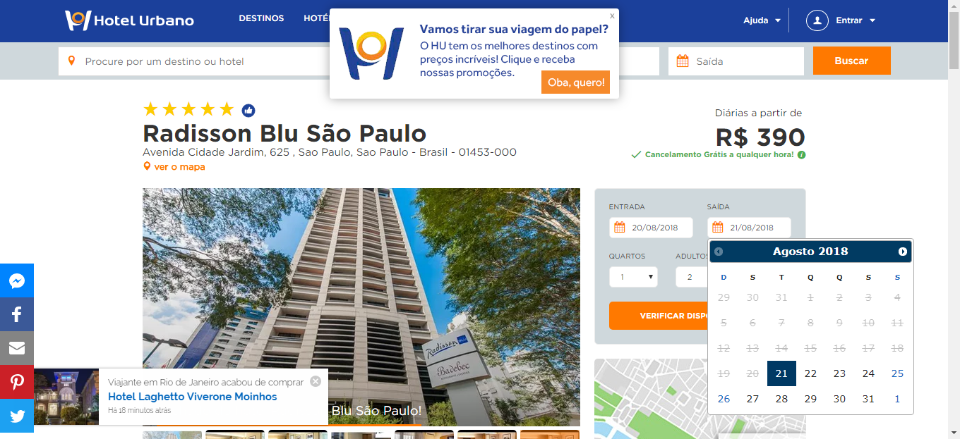 Hotel Urbano
DESTINOS
Ajuda
Entrar
x
Vamos tirar sua viagem do papel?
O HU tem os melhores destinos com
preços incríveis! Clique e receba
nossas promoções.
Oba, quero!
Procure por um destino ou hotel
Saída
Buscar
Radisson Blu São Paulo
Avenida Cidade Jardim, 625 , Sao Paulo, Sao Paulo - Brasil - 01453-000
ver o mapa
Diárias a partir de
R$ 390
Cancelamento Grátis a qualquer hora!
ENTRADA SAÍDA
20/08/2018 21/08/2018
QUARTOS ADULTOS
1 2
VERIFICAR
Agosto 2018
D S T Q Q S S
29 30 31 1 2 3 4
5 6 7 8 9 10 11
12 13 14 15 16 17 18
19 20 21 22 23 24 25
26 27 28 29 30 31 1
Radisson
Badebec
Blu São Paulo!
Viajante em Rio de Janeiro acabou de comprar
Hotel Laghetto Viverone Moinhos
Há 18 minutos atrás